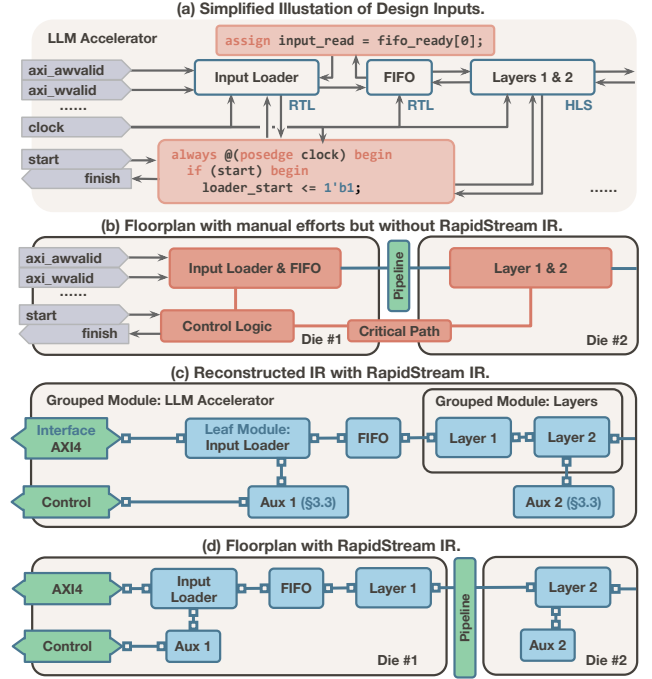 (a) Simplified Illustation of Design Inputs.
LLM Accelerator
assign input_read = fifo_ready[0];
axi_awvalid
axi_wvalid
......
Input Loader
FIFO
Layers 1 & 2
RTL
RTL
HLS
clock
start
finish
always @(posedge clock) begin
if (start) begin
loader_start <= 1'b1;
......
(b) Floorplan with manual efforts but without RapidStream IR.
axi_awvalid
axi_wvalid
......
Input Loader & FIFO
Pipeline
Layer 1 & 2
start
finish
Control Logic
Critical Path
Die #1
Die #2
(c) Reconstructed IR with RapidStream IR.
Grouped Module: LLM Accelerator
Grouped Module: Layers
Interface
AXI4
Leaf Module:
Input Loader
FIFO
Layer 1
Layer 2
Control
Aux 1 (§3.3)
Aux 2 (§3.3)
(d) Floorplan with RapidStream IR.
AXI4
Input
Loader
FIFO
Layer 1
Pipeline
Layer 2
Control
Aux 1
Aux 2
Die #1
Die #2